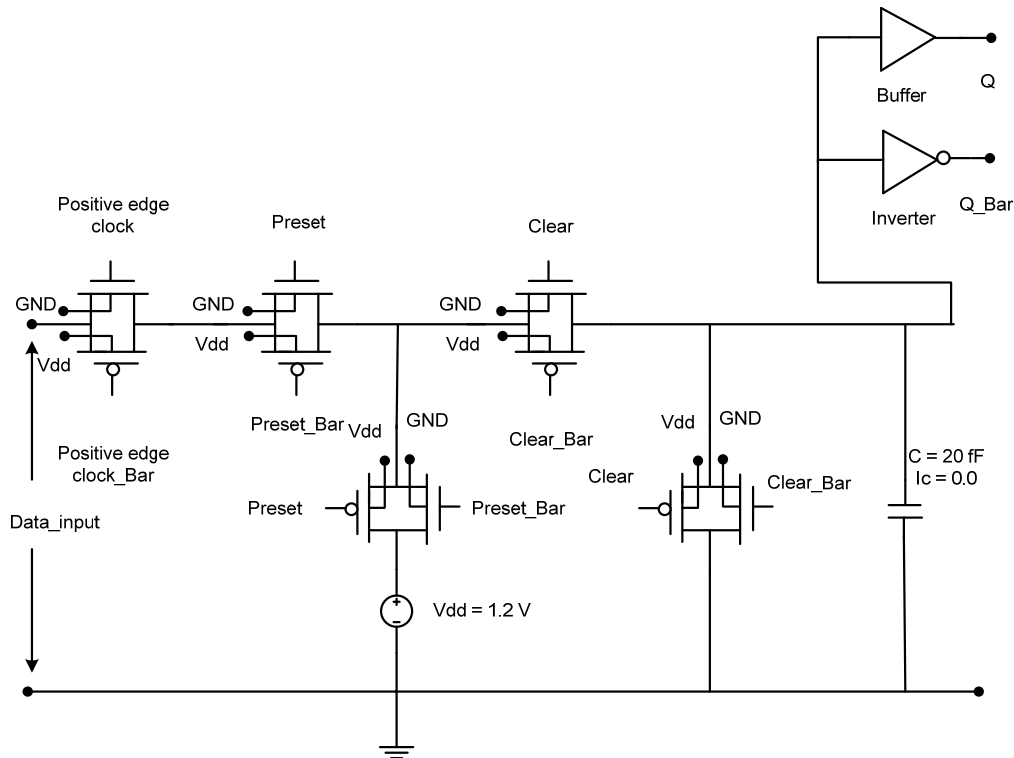 Buffer
Q
Inverter
Q_Bar
Positive edge
clock
Preset
Clear
GND
Vdd
GND
Vdd
GND
Vdd
Preset_Bar
Clear_Bar
Positive edge
clock_Bar
Data_input
Vdd
GND
Preset
Preset_Bar
Vdd
GND
Clear
Clear_Bar
C = 20 fF
Ic = 0.0
+
-
Vdd = 1.2 V